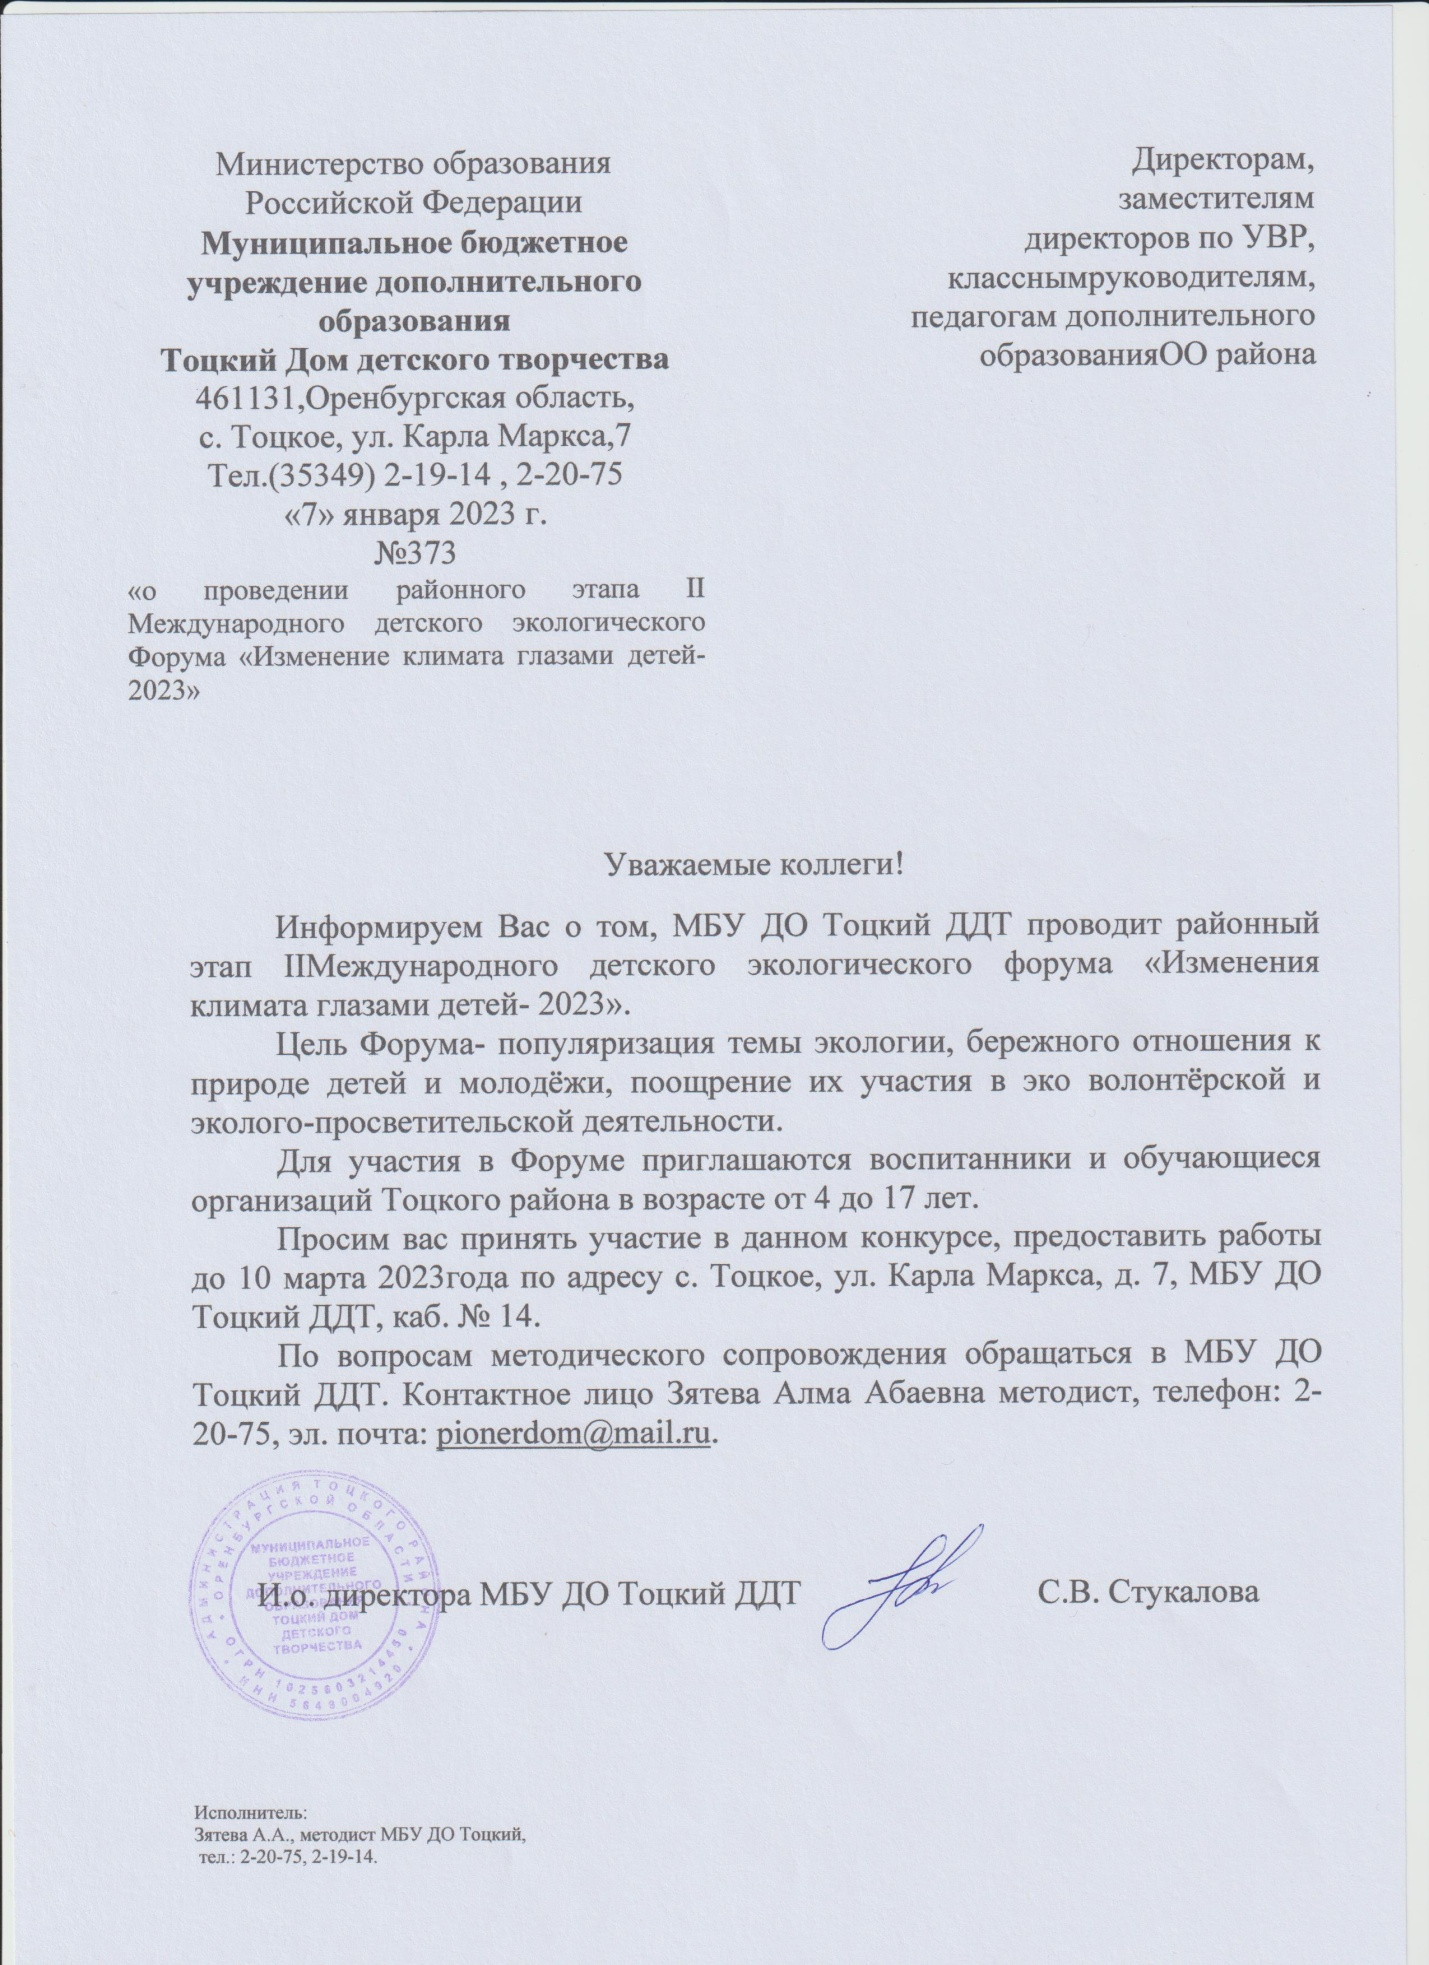 Министерство образования
Российской Федерации
Муниципальное бюджетное
учреждение дополнительного
образования
Тоцкий Дом детского творчества
461131,Оренбургская область,
с. Тоцкое, ул. Карла Маркса,7
Тел.(35349) 2-19-14 , 2-20-75
«7» января 2023 г.
№373
«о проведении районного этапа II
Международного детского экологического
Форума «Изменение климата глазами детей-
2023»
Директорам,
заместителям
директоров по УВР,
класснымруководителям,
педагогам дополнительного
образованияОО района
Уважаемые коллеги!
Информируем Вас о том, МБУ ДО Тоцкий ДДТ проводит районный
этап IIМеждународного детского экологического форума «Изменения
климата глазами детей- 2023».
Цель Форума- популяризация темы экологии, бережного отношения к
природе детей и молодёжи, поощрение их участия в эко волонтёрской и
эколого-просветительской деятельности.
Для участия в Форуме приглашаются воспитанники и обучающиеся
организаций Тоцкого района в возрасте от 4 до 17 лет.
Просим вас принять участие в данном конкурсе, предоставить работы
до 10 марта 2023года по адресу с. Тоцкое, ул. Карла Маркса, д. 7, МБУ ДО
Тоцкий ДДТ, каб. № 14.
По вопросам методического сопровождения обращаться в МБУ ДО
Тоцкий ДДТ. Контактное лицо Зятева Алма Абаевна методист, телефон: 2-
20-75, эл. почта: pionerdom@mail.ru.
АДМИНИСТРАЦИЯ ТОЦКОГО РАЙОНА
ОРЕНБУРГСКОЙ ОБЛАСТИ
МУНИЦИПАЛЬНОЕ
БЮДЖЕТНОЕ
УЧРЕЖДЕНИЕ
ДОПОЛНИТЕЛЬНОГО
ОБРАЗОВАНИЯ
ТОЦКИЙ ДОМ
ДЕТСКОГО
ТВОРЧЕСТВА
ОГРН
ИНН
И.о. директора МБУ ДО Тоцкий ДДТ С.В. Стукалова
Исполнитель:
Зятева А.А., методист МБУ ДО Тоцкий,
тел.: 2-20-75, 2-19-14.